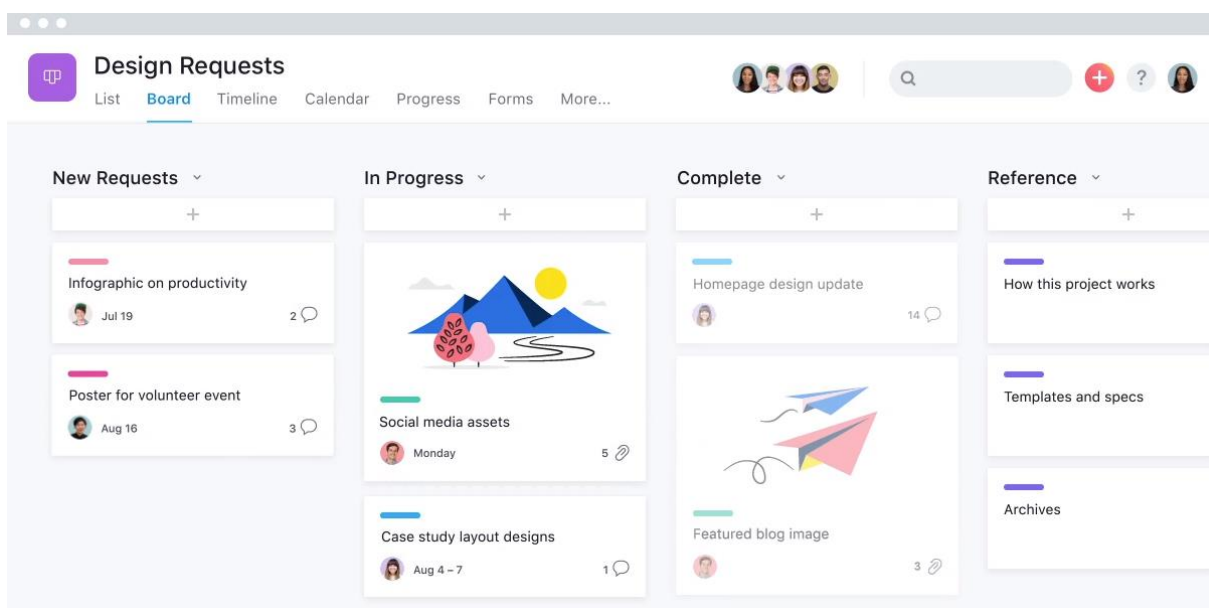 Design Requests
List Board Timeline Calendar Progress Forms More...
?
New Requests
Infographic on productivity
Jul 19 2
Poster for volunteer event
Aug 16 3
In Progress
Social media assets
Monday 5
Case study layout designs
Aug 4 – 7 1
Complete
Homepage design update
14
Featured blog image
3
Reference
How this project works
Templates and specs
Archives